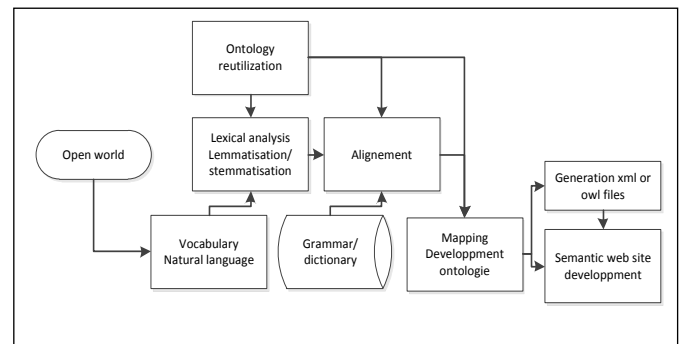 Ontology
reutilization
Open world
Lexical analysis
Lemmatisation/
stemmatisation
Alignement
Vocabulary
Natural language
Grammar/
dictionary
Mapping
Developpment
ontologie
Generation xml or
owl files
Semantic web site
developpment